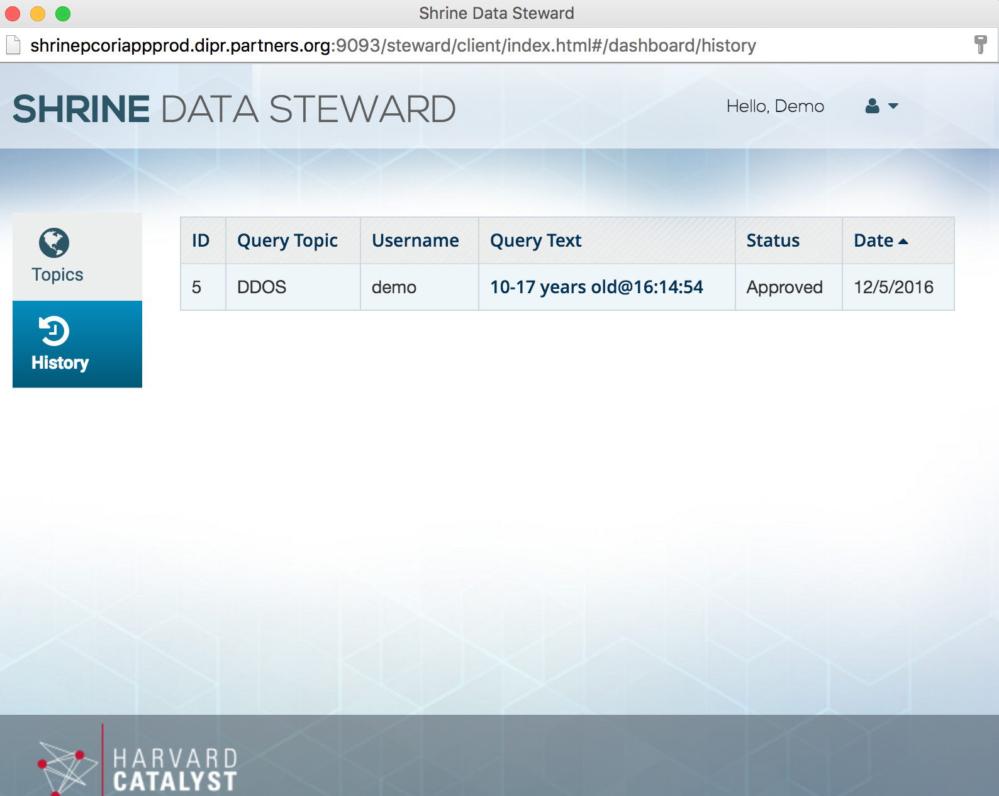 Shrine Data Steward
shrinepcoriappprod.dipr.partners.org:9093/steward/client/index.html#/dashboard/history
SHRINE DATA STEWARD
Hello, Demo
Topics
History
ID Query Topic Username Query Text Status Date
5 DDOS demo 10-17 years old@16:14:54 Approved 12/5/2016
HARVARD
CATALYST